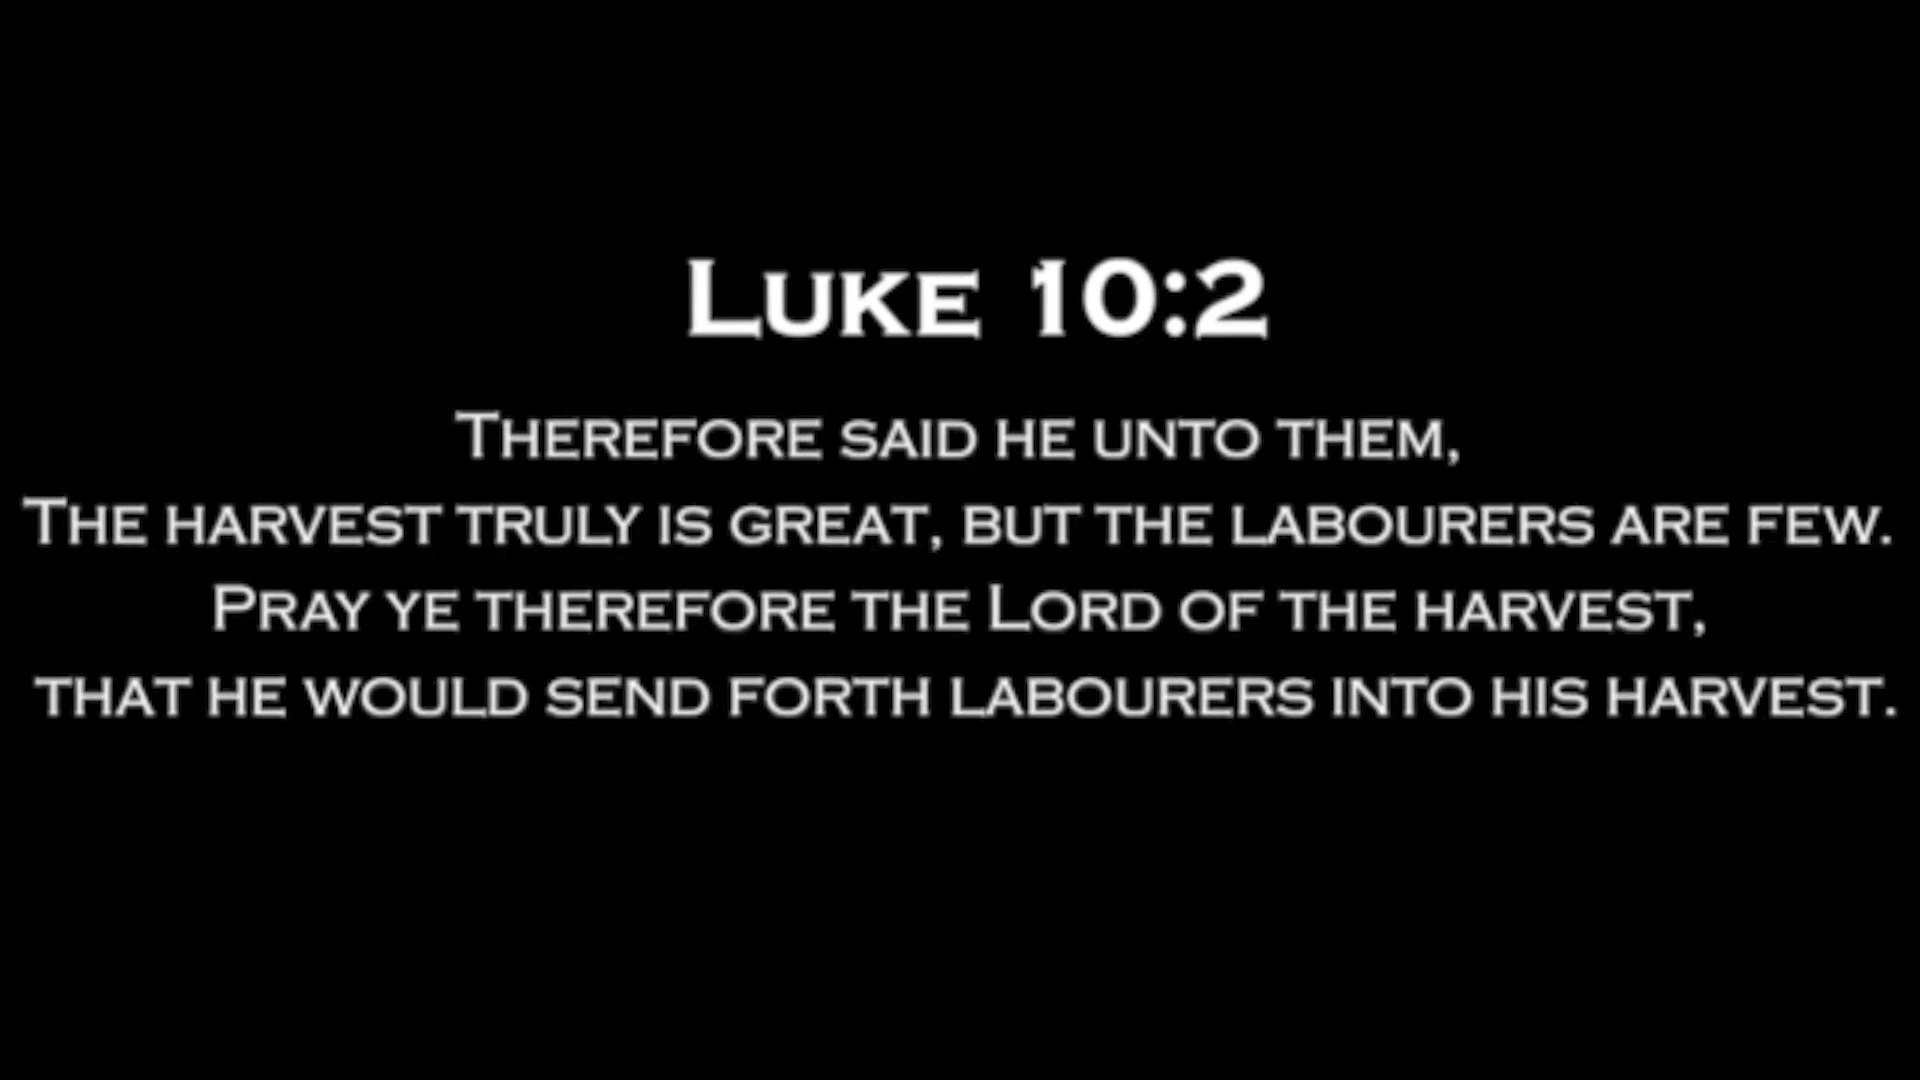 Luke 10:2
Therefore said he unto them,
The harvest truly is great, but the labourers are few.
Pray ye therefore the Lord of the harvest,
that he would send forth labourers into his harvest.